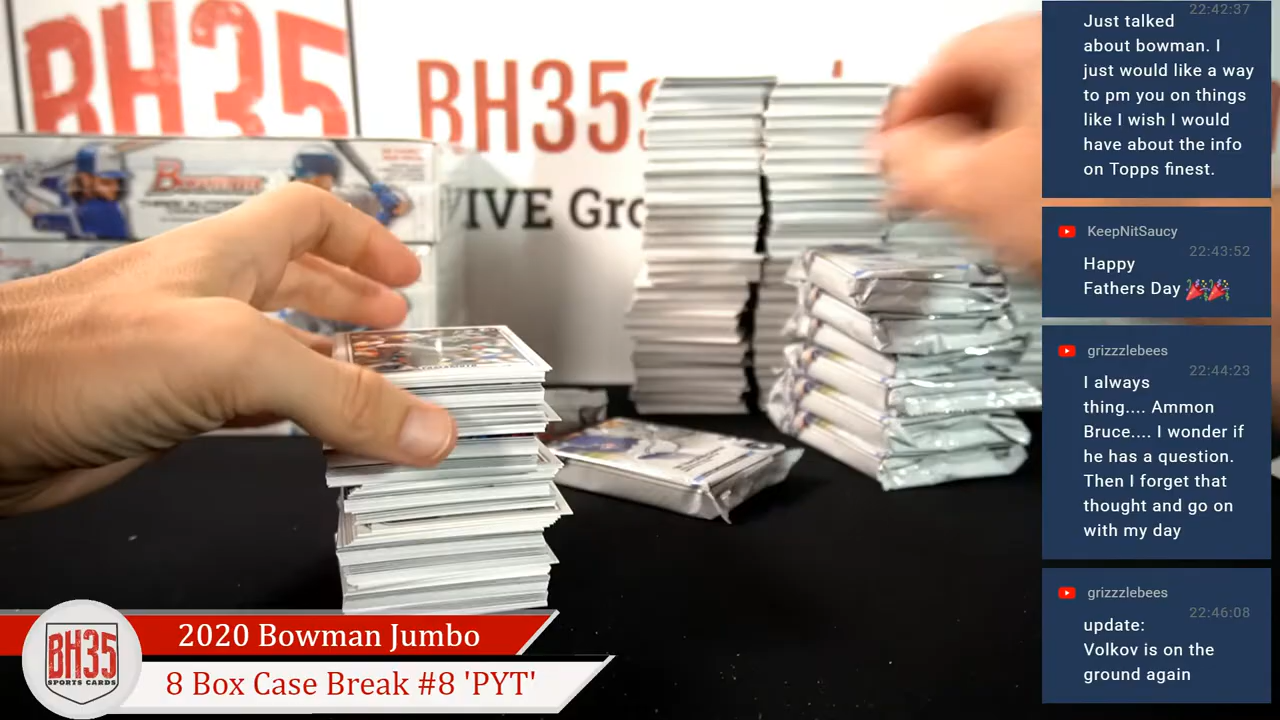 BH35
BH35s
VIVE Gro
BOWMAN
22:42:37
Just talked
about bowman. I
just would like a way
to pm you on things
like I wish I would
have about the info
on Topps finest.
KeepNitSaucy
22:43:52
Happy
Fathers Day 🎉🎉
grizzzlebees
22:44:23
I always
thing.... Ammon
Bruce.... I wonder if
he has a question.
Then I forget that
thought and go on
with my day
grizzzlebees
22:46:08
update:
Volkov is on the
ground again
BH35
SPORTS CARDS
2020 Bowman Jumbo
8 Box Case Break #8 'PYT'